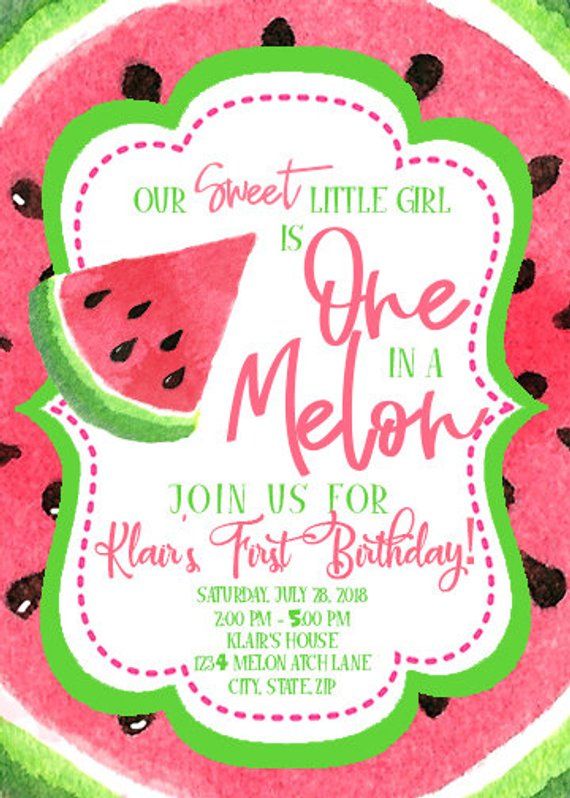 OUR Sweet LITTLE GIRL
IS One
IN A
Melon
JOIN US FOR
Klair's First Birthday!
SATURDAY, JULY 28, 2018
2:00 PM - 5:00 PM
KLAIR'S HOUSE
1234 MELON ATCH LANE
CITY, STATE, ZIP